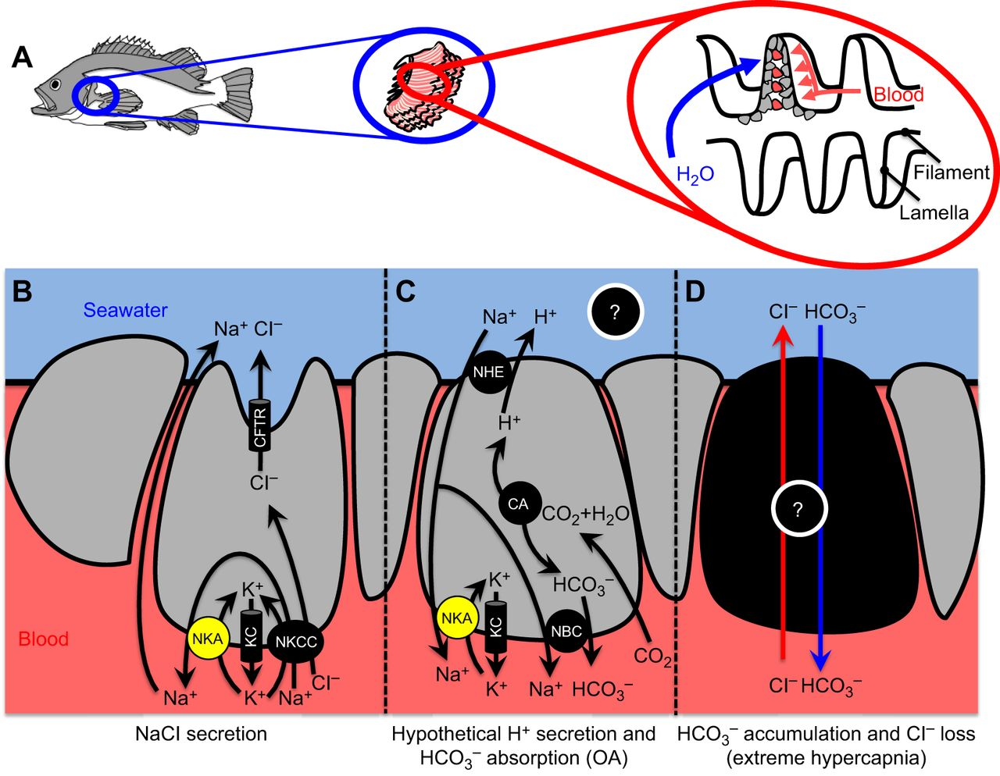 A
H₂O
Blood
Filament
Lamella
B
Seawater
Na⁺ Cl⁻
CFTR
Cl⁻
K⁺
NKA
KC
NKCC
Blood
Na⁺
K⁺
Na⁺
Cl⁻
NaCl secretion
C
Na⁺
H⁺
?
NHE
H⁺
CA
CO₂+H₂O
HCO₃⁻
K⁺
NKA
KC
NBC
CO₂
Na⁺
K⁺
Na⁺
HCO₃⁻
Hypothetical H⁺ secretion and
HCO₃⁻ absorption (OA)
D
Cl⁻ HCO₃⁻
?
Cl⁻ HCO₃⁻
HCO₃⁻ accumulation and Cl⁻ loss
(extreme hypercapnia)